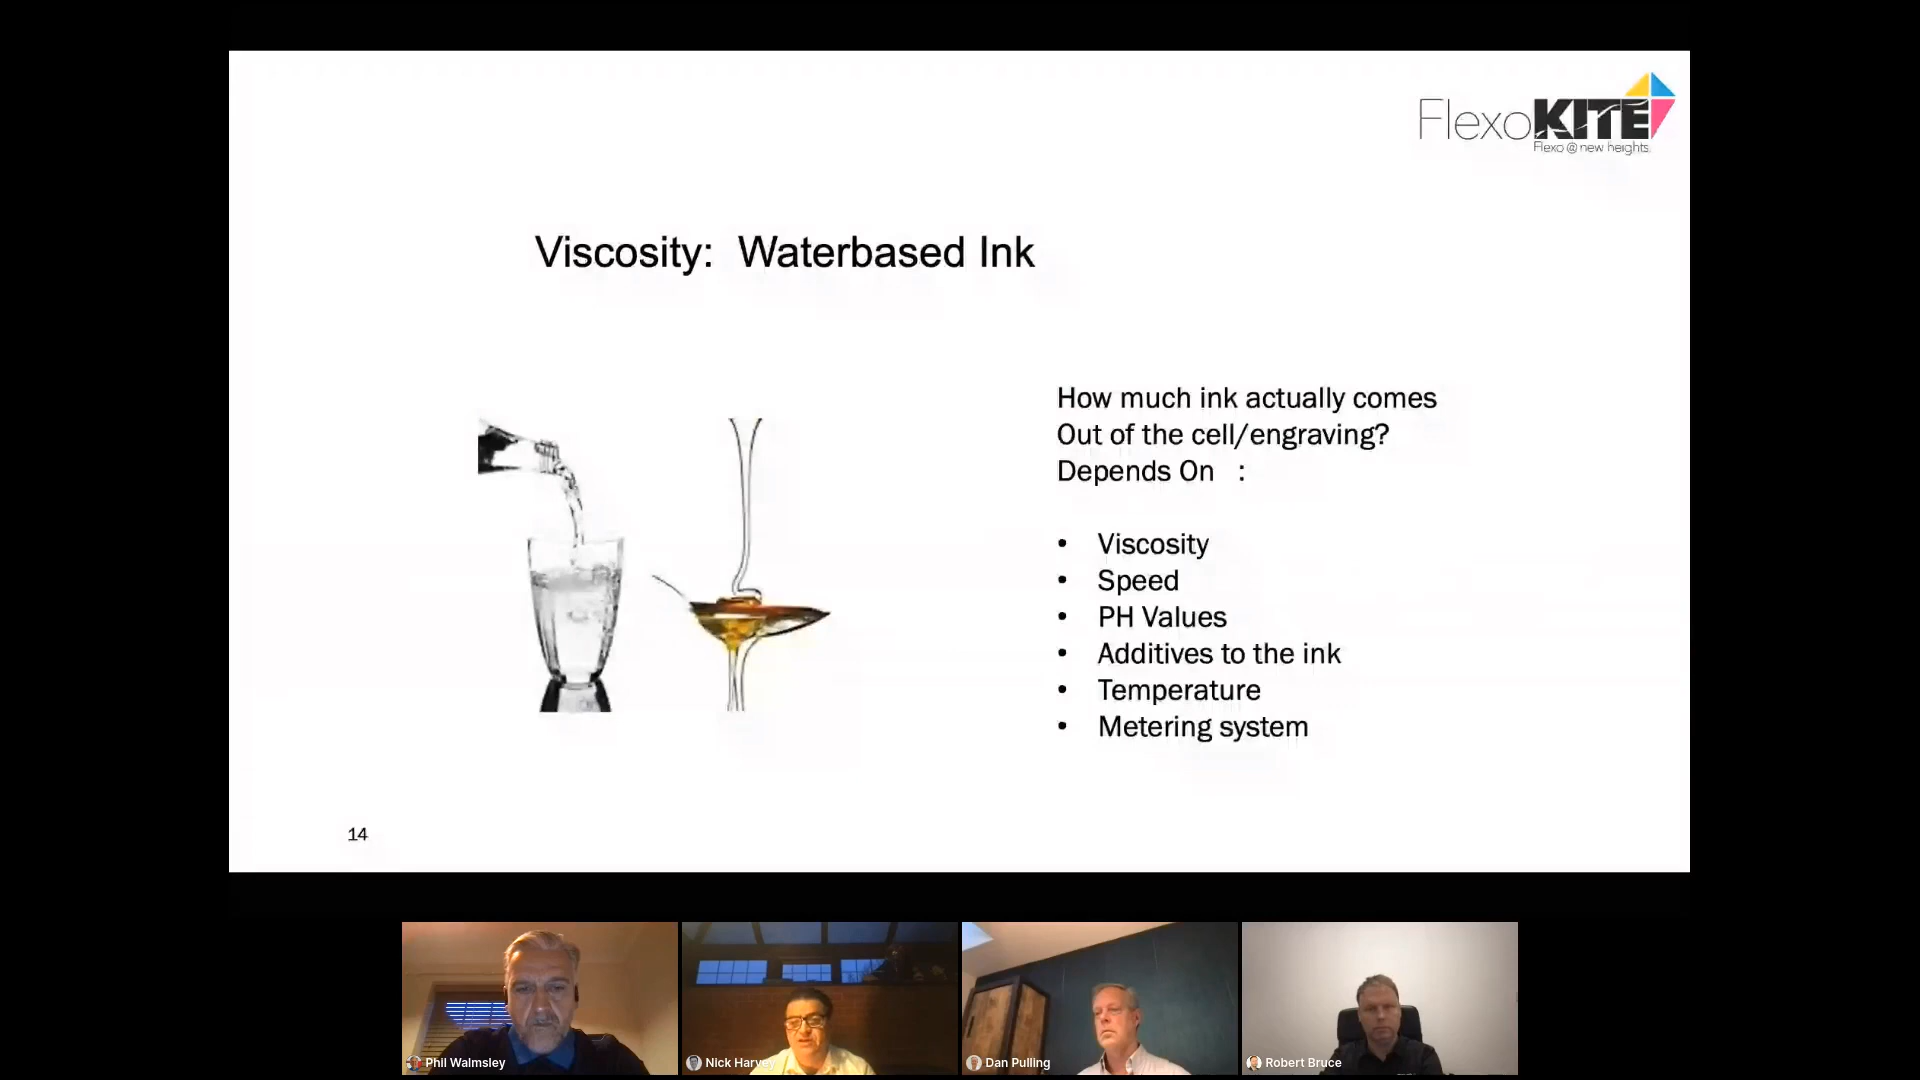 FlexoKITE
Flexo @ new heights
Viscosity: Waterbased Ink
How much ink actually comes
Out of the cell/engraving?
Depends On :
• Viscosity
• Speed
• PH Values
• Additives to the ink
• Temperature
• Metering system
14
Phil Walmsley
Nick Harvey
Dan Pulling
Robert Bruce